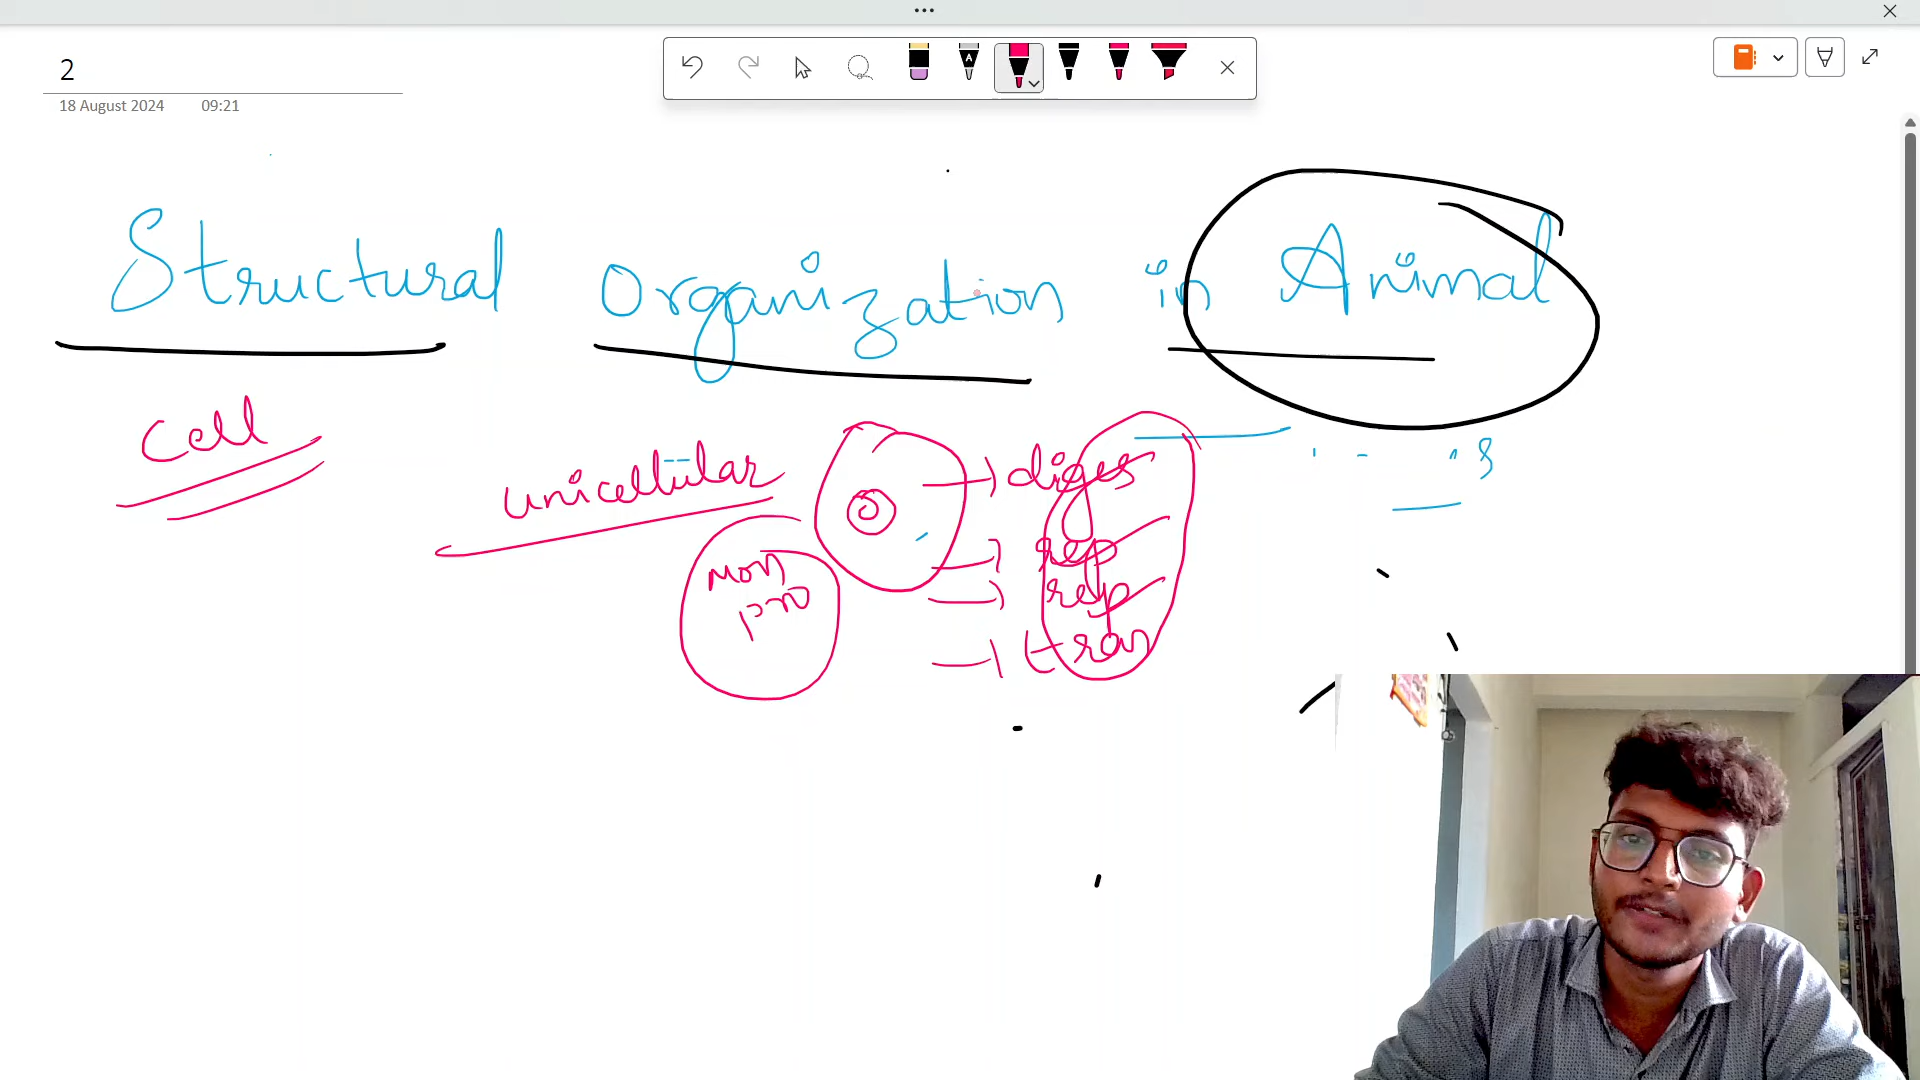 2
18 August 2024 09:21
Structural Organization in Animal
Cell
unicellular
diges
rep
resp
tran
Mon
pro